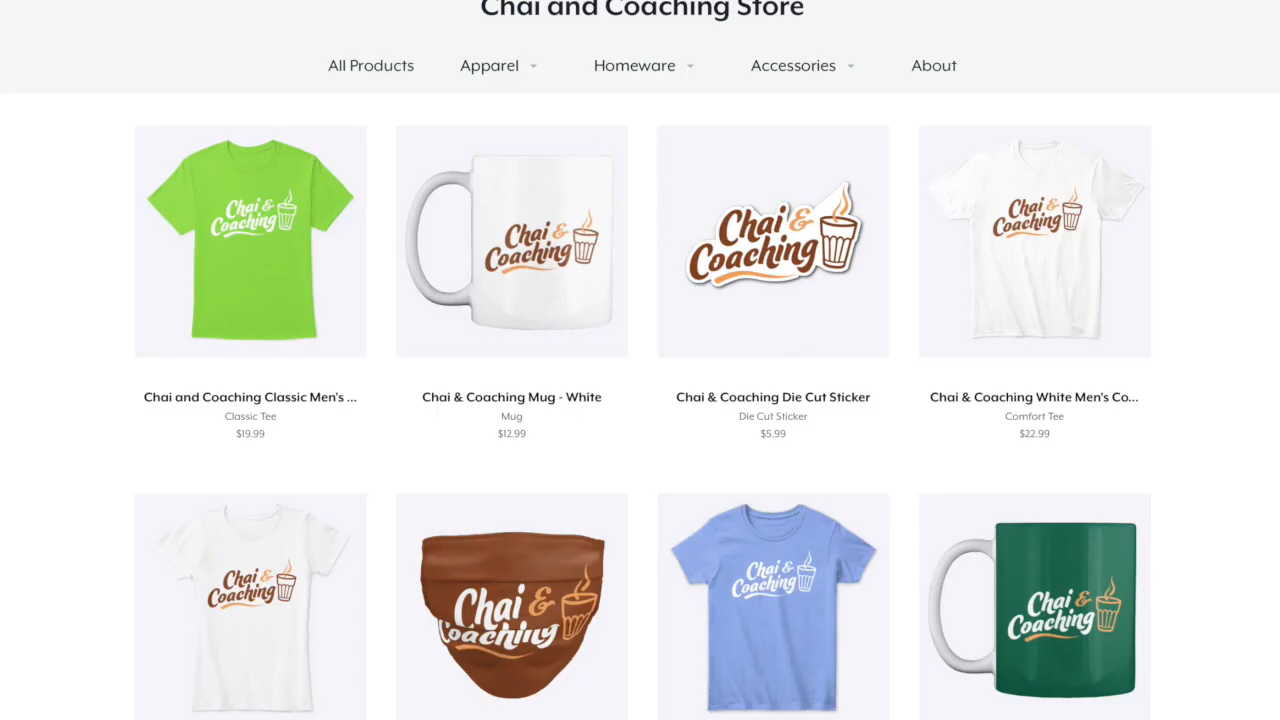 Chai and Coaching Store
All Products Apparel Homeware Accessories About
Chai &
Coaching
Chai &
Coaching
Chai &
Coaching
Chai &
Coaching
Chai and Coaching Classic Men's ...
Classic Tee
$19.99
Chai & Coaching Mug - White
Mug
$12.99
Chai & Coaching Die Cut Sticker
Die Cut Sticker
$5.99
Chai & Coaching White Men's Co...
Comfort Tee
$22.99
Chai &
Coaching
Chai &
Coaching
Chai &
Coaching
Chai &
Coaching